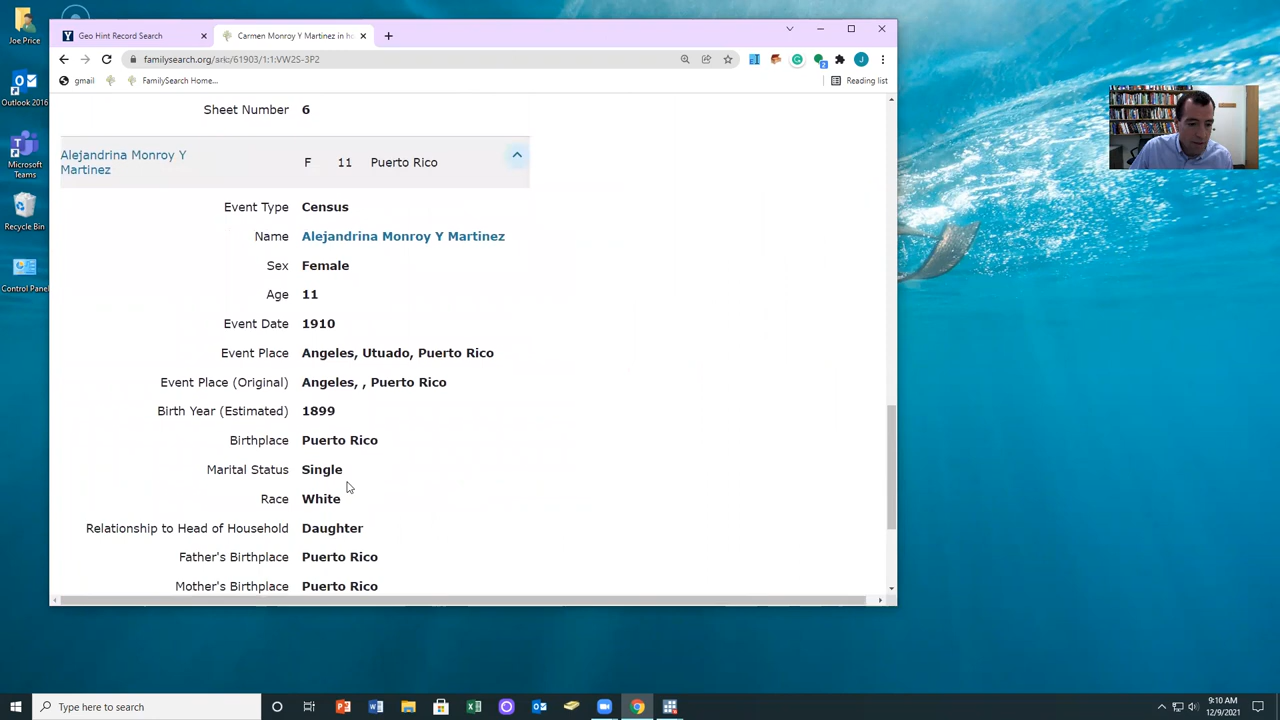 Joe Price
Outlook 2016
Microsoft
Teams
Recycle Bin
Control Panel
Geo Hint Record Search
Carmen Monroy Y Martinez in ho
familysearch.org/ark:/61903/1:1:VW2S-3P2
gmail
FamilySearch Home...
Reading list
Sheet Number 6
Alejandrina Monroy Y
Martinez
F 11 Puerto Rico
Event Type Census
Name Alejandrina Monroy Y Martinez
Sex Female
Age 11
Event Date 1910
Event Place Angeles, Utuado, Puerto Rico
Event Place (Original) Angeles, , Puerto Rico
Birth Year (Estimated) 1899
Birthplace Puerto Rico
Marital Status Single
Race White
Relationship to Head of Household Daughter
Father's Birthplace Puerto Rico
Mother's Birthplace Puerto Rico
Type here to search
9:10 AM
12/9/2021